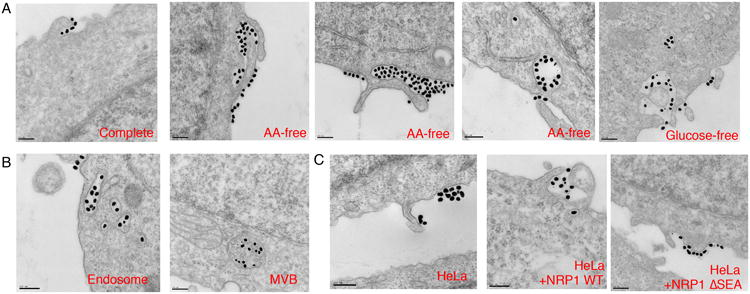 A
Complete
AA-free
AA-free
AA-free
Glucose-free
B
Endosome
MVB
C
HeLa
HeLa
+NRP1 WT
HeLa
+NRP1 ΔSEA